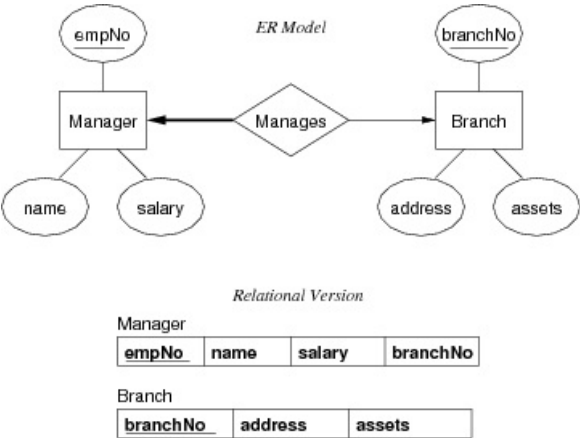 ER Model
empNo
branchNo
Manager
Manages
Branch
name
salary
address
assets
Relational Version
Manager
empNo name salary branchNo
Branch
branchNo address assets